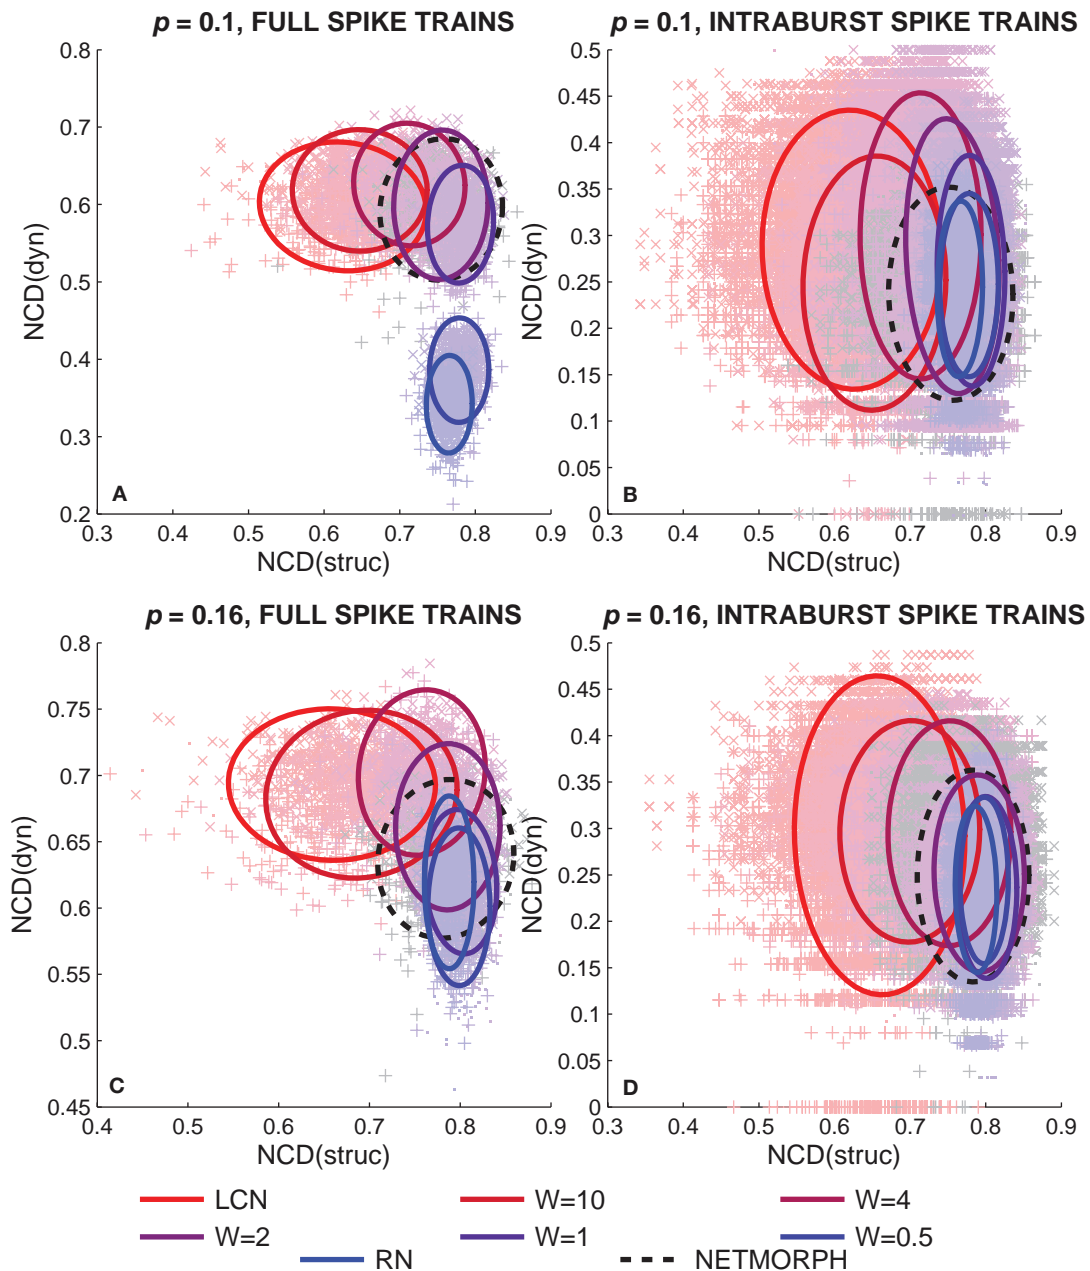 p = 0.1, FULL SPIKE TRAINS
NCD(dyn)
0.8
0.7
0.6
0.5
0.4
0.3
0.2
A
0.3 0.4 0.5 0.6 0.7 0.8 0.9
NCD(struc)
p = 0.1, INTRABURST SPIKE TRAINS
NCD(dyn)
0.5
0.45
0.4
0.35
0.3
0.25
0.2
0.15
0.1
0.05
0
B
0.3 0.4 0.5 0.6 0.7 0.8 0.9
NCD(struc)
p = 0.16, FULL SPIKE TRAINS
NCD(dyn)
0.8
0.75
0.7
0.65
0.6
0.55
0.5
0.45
C
0.4 0.5 0.6 0.7 0.8 0.9
NCD(struc)
p = 0.16, INTRABURST SPIKE TRAINS
NCD(dyn)
0.5
0.45
0.4
0.35
0.3
0.25
0.2
0.15
0.1
0.05
0
D
0.3 0.4 0.5 0.6 0.7 0.8 0.9
NCD(struc)
LCN W=10 W=4
W=2 W=1 W=0.5
RN NETMORPH